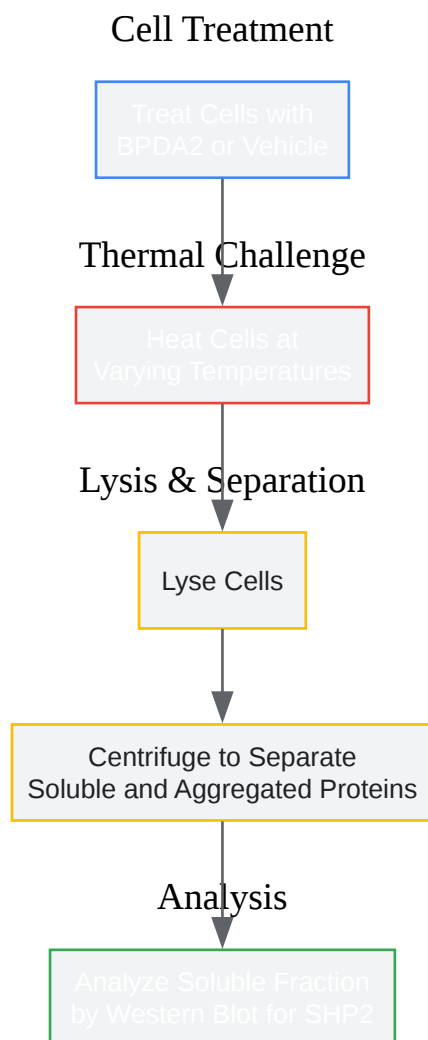 Cell Treatment
Treat Cells with
BPDA2 or Vehicle
Thermal Challenge
Heat Cells at
Varying Temperatures
Lysis & Separation
Lyse Cells
Centrifuge to Separate
Soluble and Aggregated Proteins
Analysis
Analyze Soluble Fraction
by Western Blot for SHP2